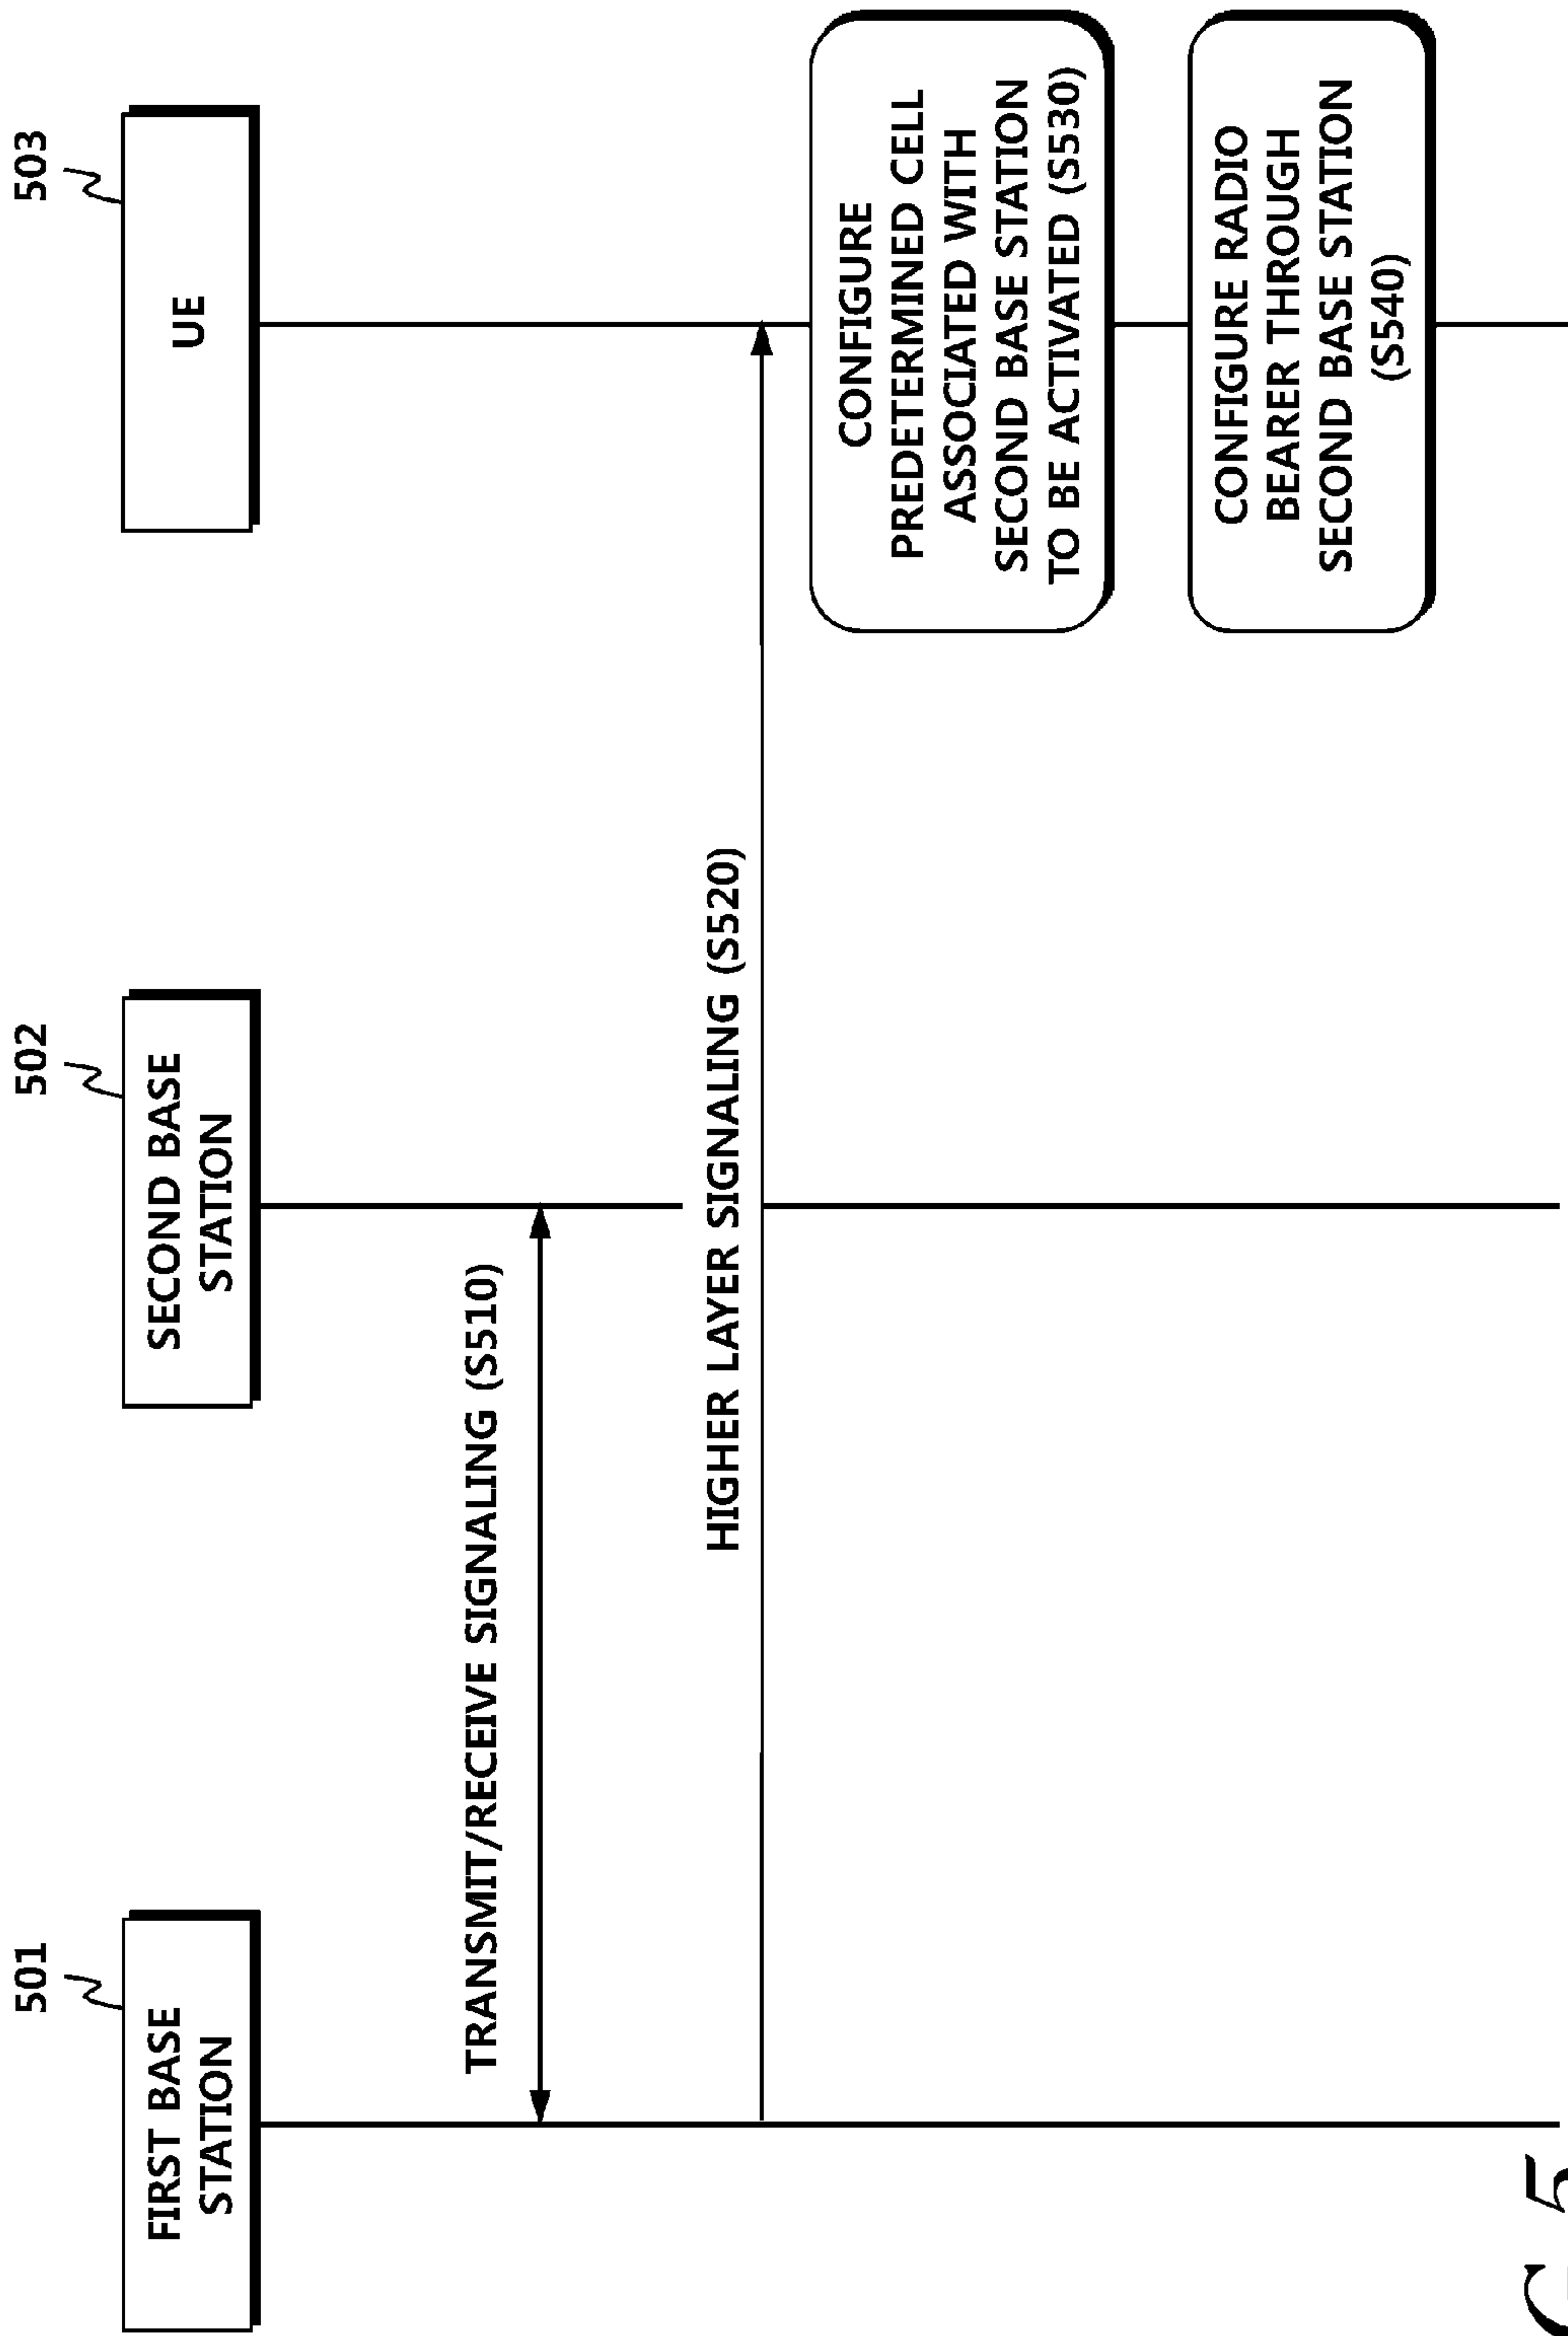 501
502
503
FIRST BASE
STATION
SECOND BASE
STATION
UE
TRANSMIT/RECEIVE SIGNALING (S510)
HIGHER LAYER SIGNALING (S520)
CONFIGURE
PREDETERMINED CELL
ASSOCIATED WITH
SECOND BASE STATION
TO BE ACTIVATED (S530)
CONFIGURE RADIO
BEARER THROUGH
SECOND BASE STATION
(S540)
G 5